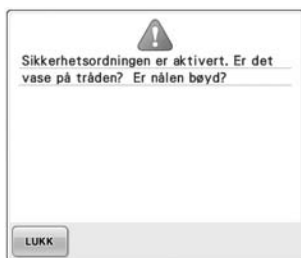 Sikkerhetsordningen er aktivert. Er det
vase på tråden? Er nålen bøyd?
LUKK